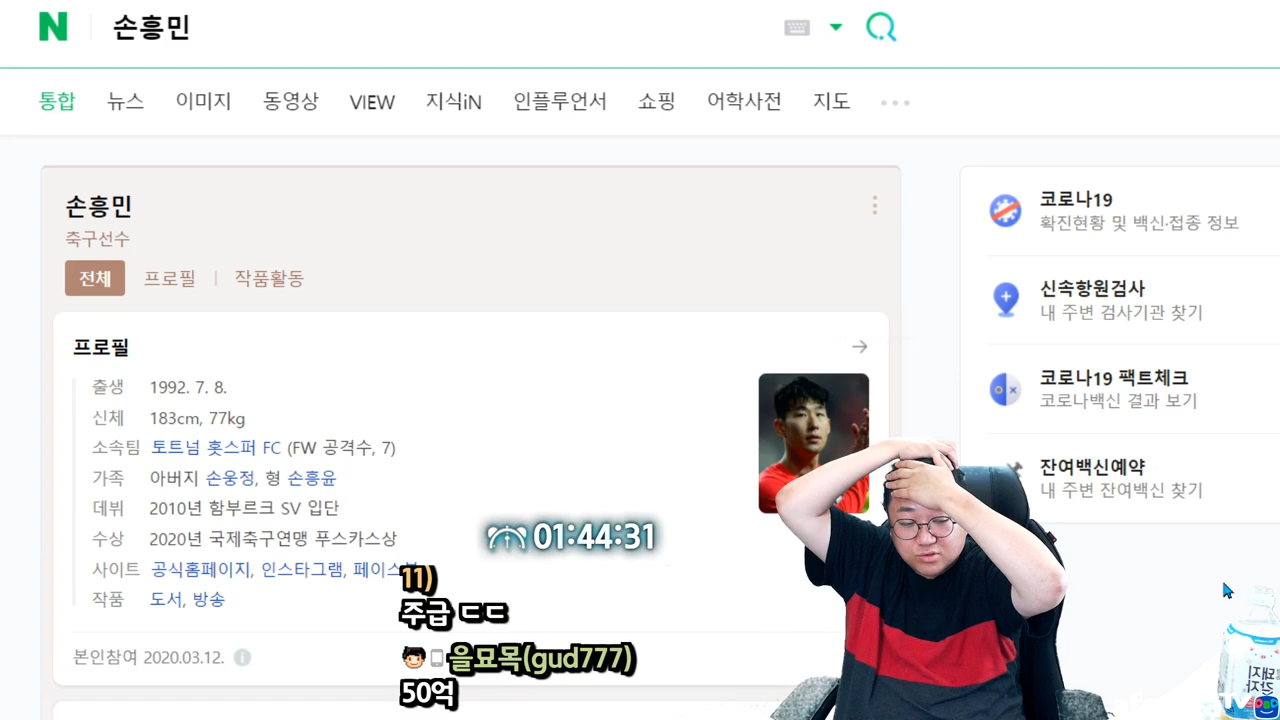 N 손흥민
통합 뉴스 이미지 동영상 VIEW 지식iN 인플루언서 쇼핑 어학사전 지도
손흥민
축구선수
전체 프로필 작품활동
프로필
출생 1992. 7. 8.
신체 183cm, 77kg
소속팀 토트넘 홋스퍼 FC (FW 공격수, 7)
가족 아버지 손웅정, 형 손흥윤
데뷔 2010년 함부르크 SV 입단
수상 2020년 국제축구연맹 푸스카스상
사이트 공식홈페이지, 인스타그램,
작품 도서, 방송
본인참여 2020.03.12.
코로나19
확진현황 및 백신·접종 정보
신속항원검사
내 주변 검사기관 찾기
코로나19 팩트체크
코로나백신 결과 보기
잔여백신예약
내 주변 잔여백신 찾기
01:44:31
11)
주급 ㄷㄷ
을묘목(gud777)
50억